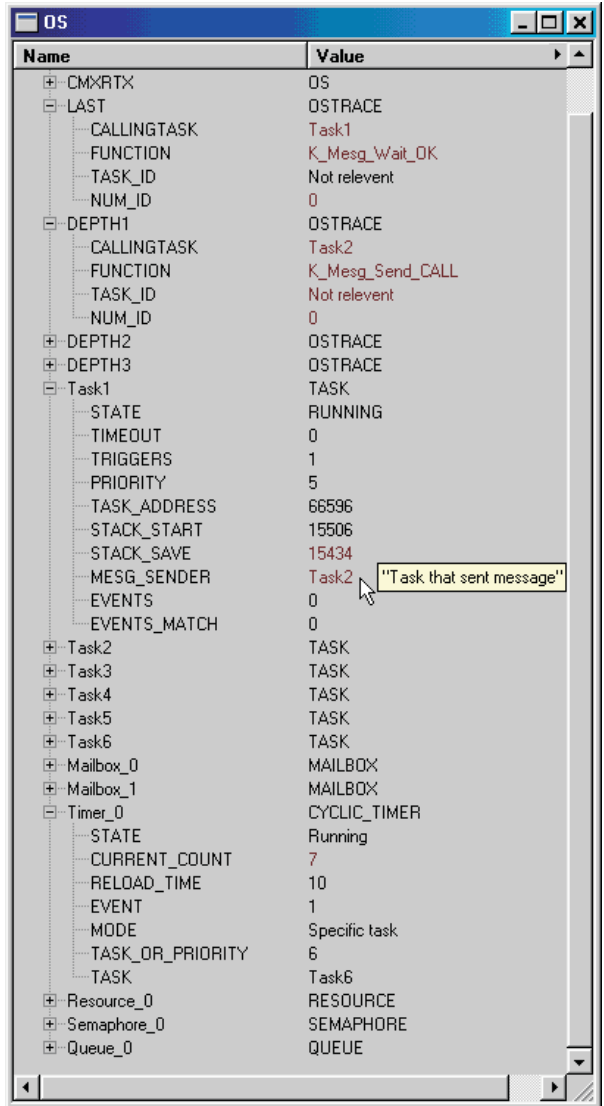 OS
Name Value
CMXRTX OS
LAST OSTRACE
CALLINGTASK Task1
FUNCTION K_Mesg_Wait_OK
TASK_ID Not relevent
NUM_ID 0
DEPTH1 OSTRACE
CALLINGTASK Task2
FUNCTION K_Mesg_Send_CALL
TASK_ID Not relevent
NUM_ID 0
DEPTH2 OSTRACE
DEPTH3 OSTRACE
Task1 TASK
STATE RUNNING
TIMEOUT 0
TRIGGERS 1
PRIORITY 5
TASK_ADDRESS 66596
STACK_START 15506
STACK_SAVE 15434
MESG_SENDER Task2 "Task that sent message"
EVENTS 0
EVENTS_MATCH 0
Task2 TASK
Task3 TASK
Task4 TASK
Task5 TASK
Task6 TASK
Mailbox_0 MAILBOX
Mailbox_1 MAILBOX
Timer_0 CYCLIC_TIMER
STATE Running
CURRENT_COUNT 7
RELOAD_TIME 10
EVENT 1
MODE Specific task
TASK_OR_PRIORITY 6
TASK Task6
Resource_0 RESOURCE
Semaphore_0 SEMAPHORE
Queue_0 QUEUE